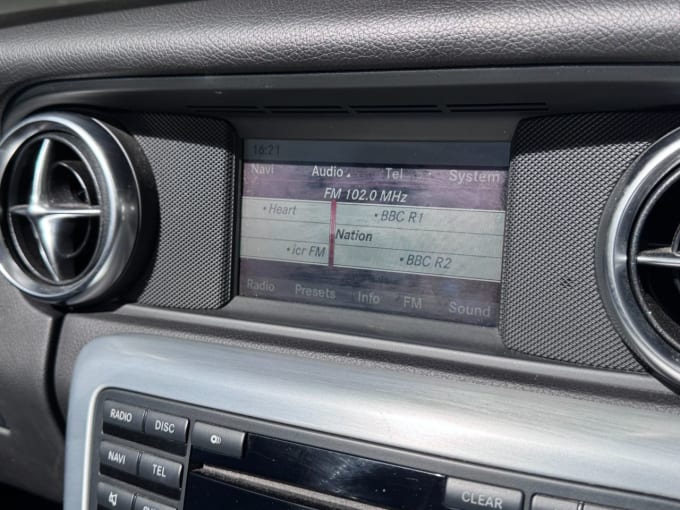 16:21
Navi Audio Tel System
FM 102.0 MHz
• Heart • BBC R1
Nation
• icr FM • BBC R2
Radio Presets Info FM Sound
RADIO DISC
NAVI TEL
CLEAR